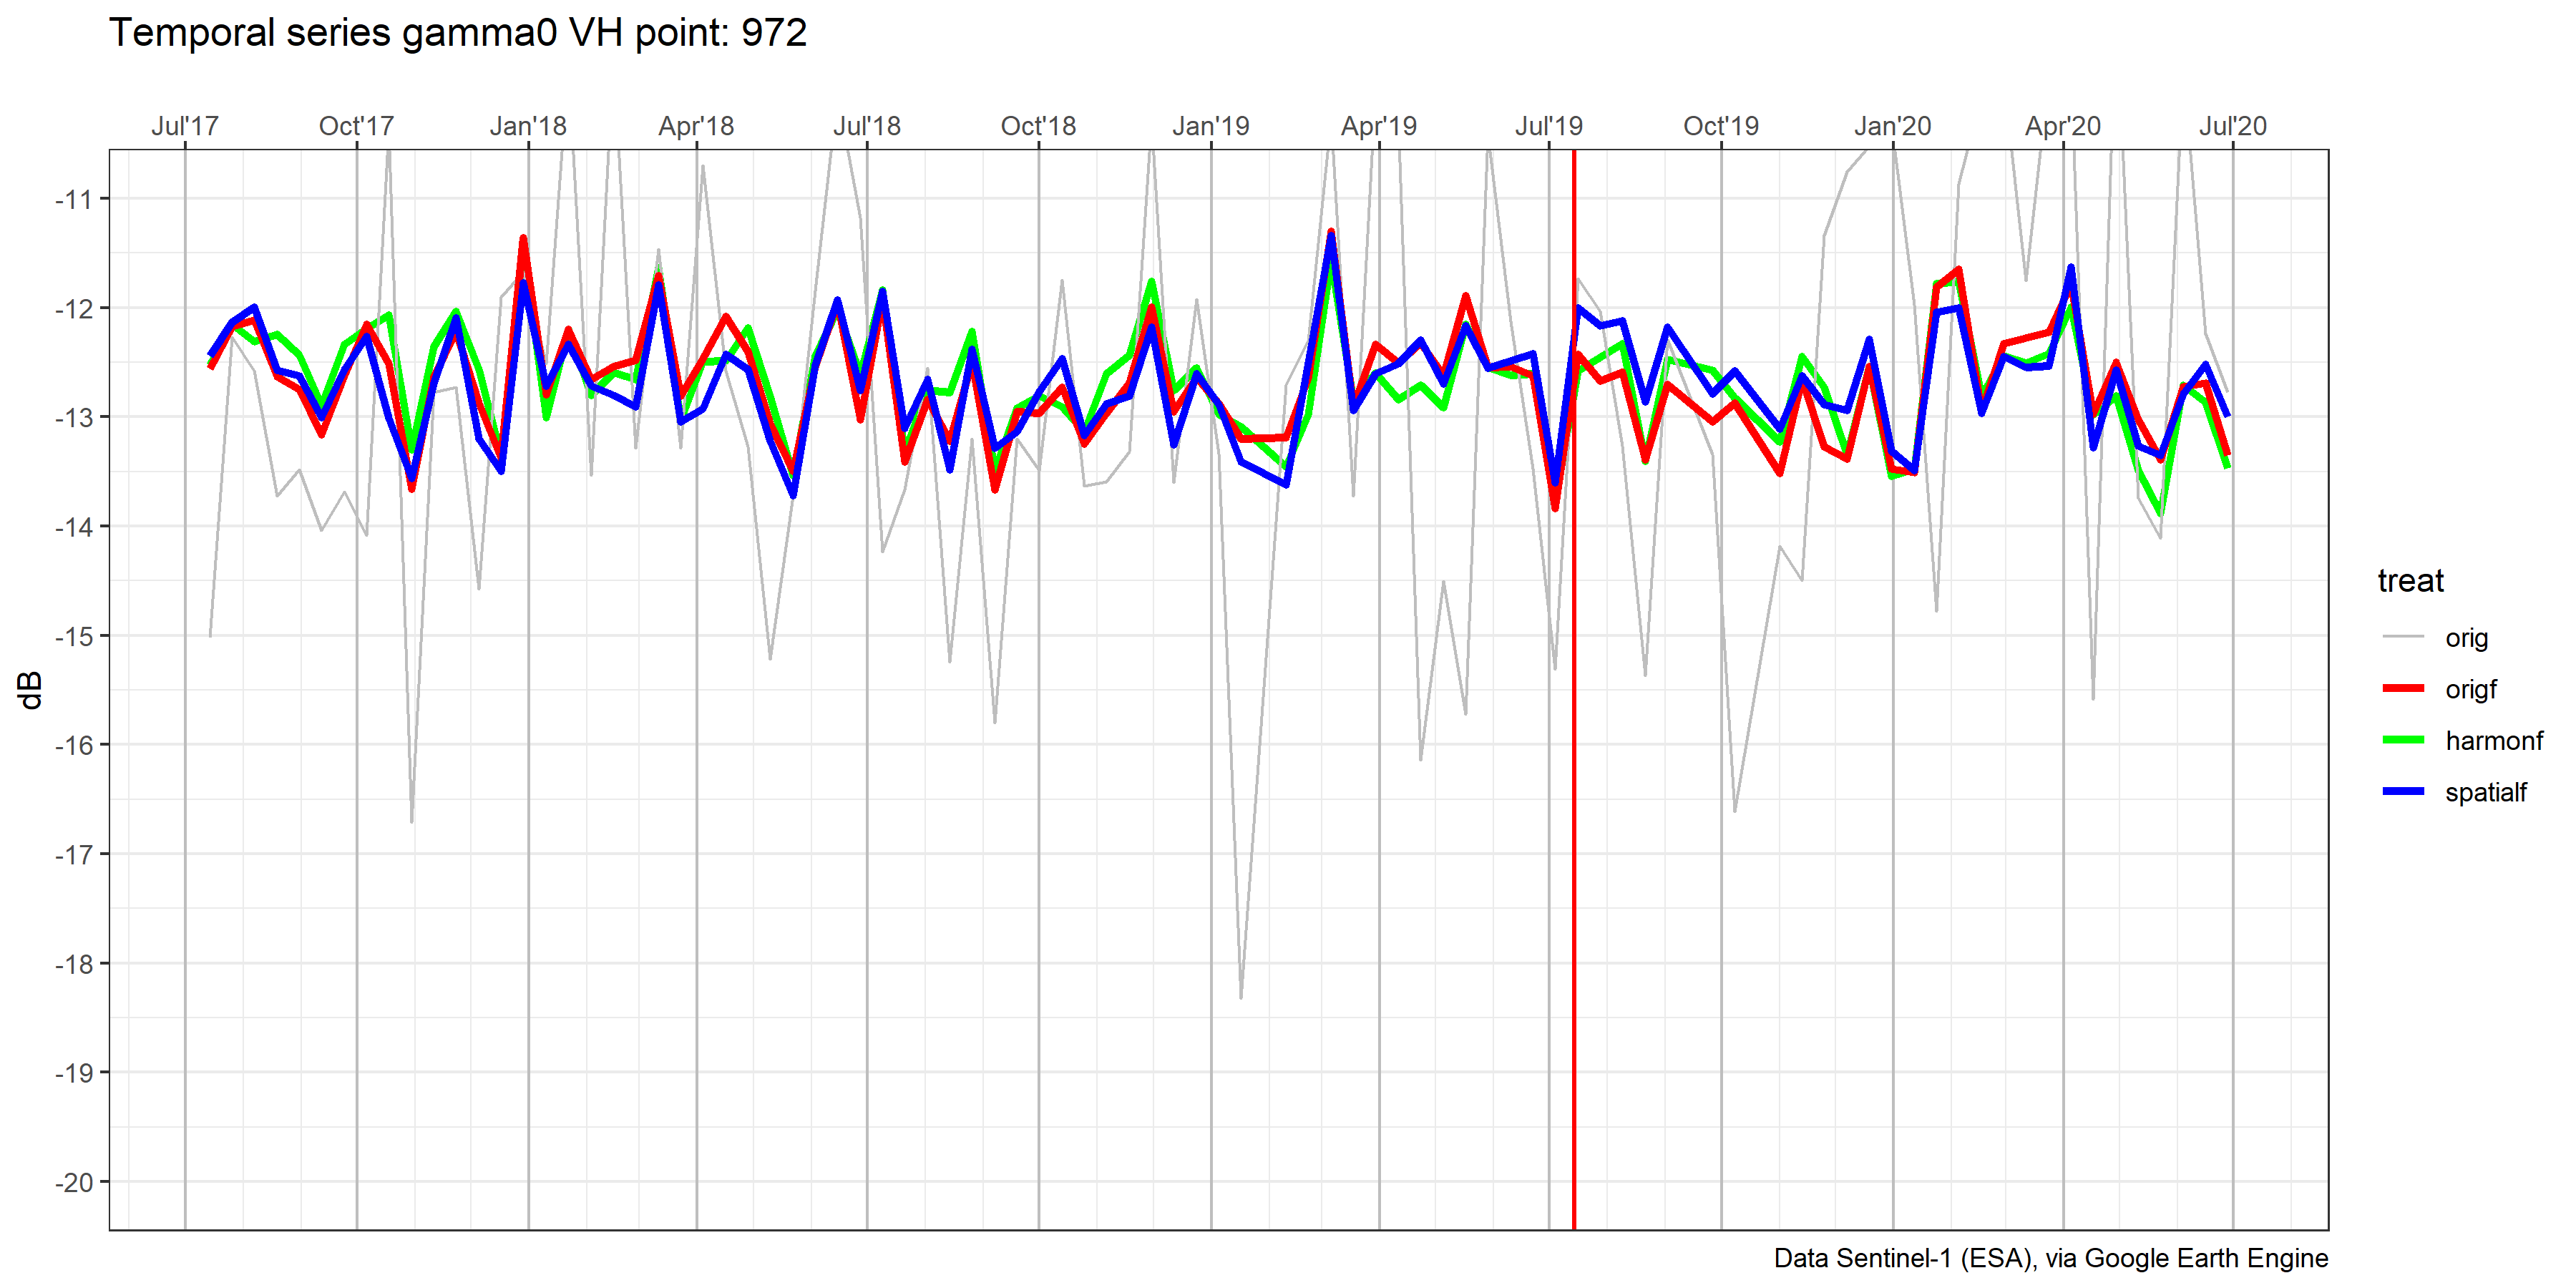 Temporal series gamma0 VH point: 972
Jul'17 Oct'17 Jan'18 Apr'18 Jul'18 Oct'18 Jan'19 Apr'19 Jul'19 Oct'19 Jan'20 Apr'20 Jul'20
-11
-12
-13
-14
-15
-16
-17
-18
-19
-20
dB
treat
orig
origf
harmonf
spatialf
Data Sentinel-1 (ESA), via Google Earth Engine